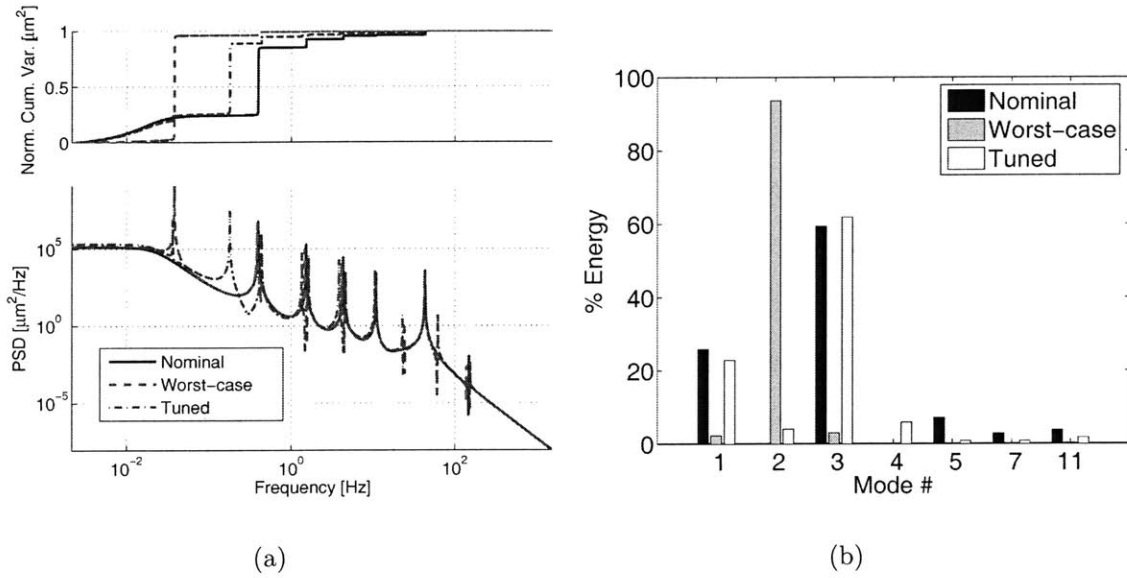 Norm. Cum. Var. [μm²]
1
0.5
0
PSD [μm²/Hz]
10⁵
10⁰
10⁻⁵
Nominal
Worst-case
Tuned
10⁻²
10⁰
10²
Frequency [Hz]
(a)
% Energy
100
80
60
40
20
0
Nominal
Worst-case
Tuned
1
2
3
4
5
7
11
Mode #
(b)